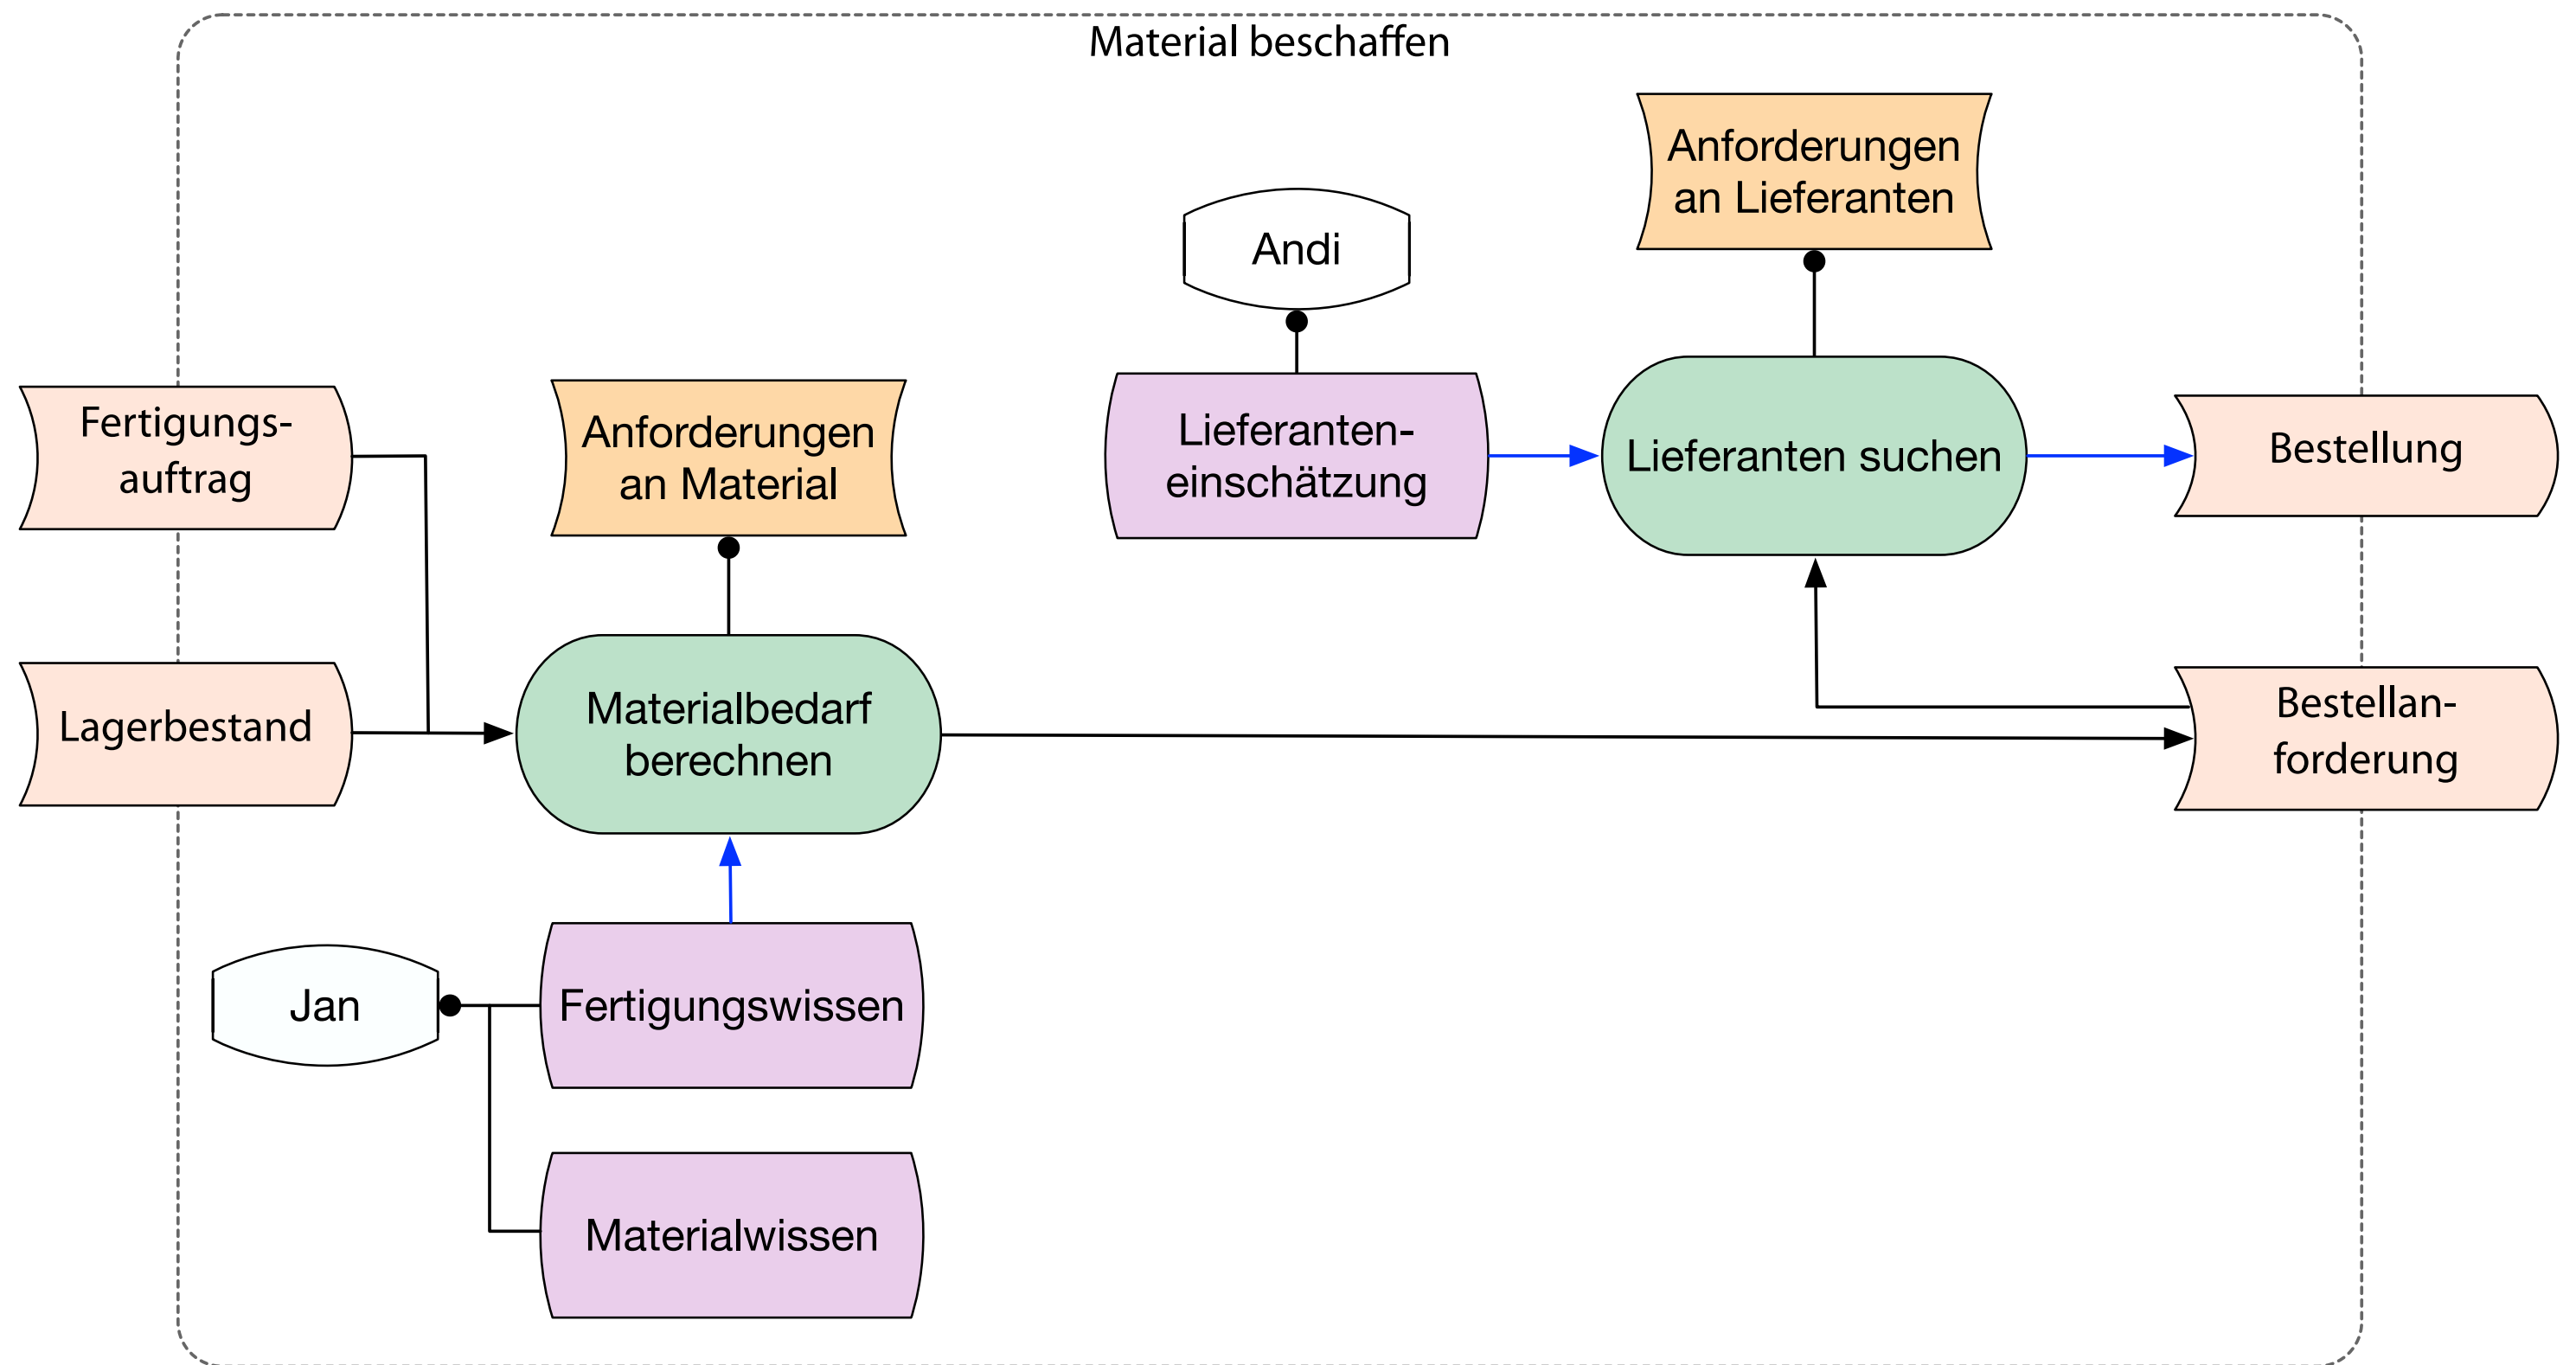 Material beschaffen
Anforderungen
an Lieferanten
Andi
Fertigungs-
auftrag
Anforderungen
an Material
Lieferanten-
einschätzung
Lieferanten suchen
Bestellung
Lagerbestand
Materialbedarf
berechnen
Bestellan-
forderung
Jan
Fertigungswissen
Materialwissen